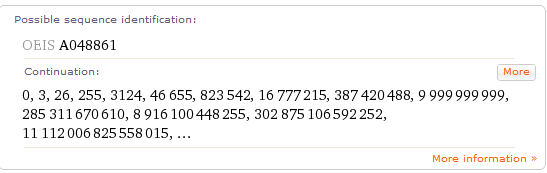 Possible sequence identification:
OEIS A048861
Continuation:
More
0, 3, 26, 255, 3124, 46 655, 823 542, 16 777 215, 387 420 488, 9 999 999 999,
285 311 670 610, 8 916 100 448 255, 302 875 106 592 252,
11 112 006 825 558 015, ...
More information »